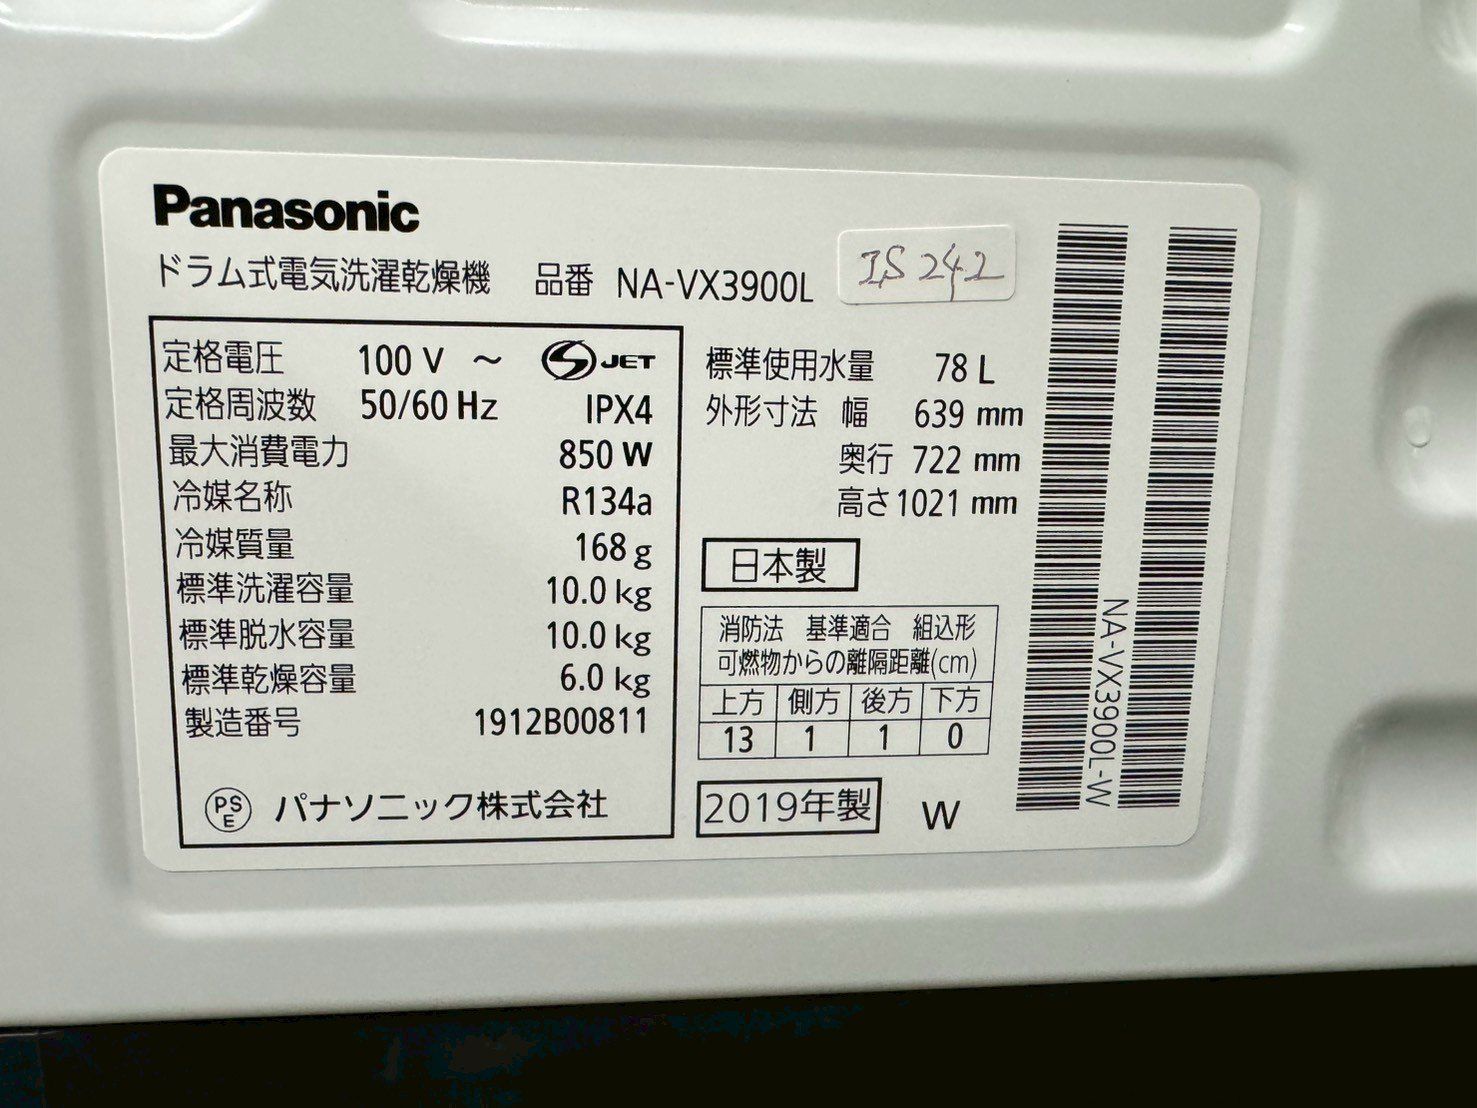 Panasonic
ドラム式電気洗濯乾燥機 品番 NA-VX3900L
IS242
定格電圧 100 V ～ JET
定格周波数 50/60 Hz IPX4
最大消費電力 850 W
冷媒名称 R134a
冷媒質量 168 g
標準洗濯容量 10.0 kg
標準脱水容量 10.0 kg
標準乾燥容量 6.0 kg
製造番号 1912B00811
PSE パナソニック株式会社
標準使用水量 78 L
外形寸法 幅 639 mm
奥行 722 mm
高さ 1021 mm
日本製
消防法 基準適合 組込形
可燃物からの離隔距離(cm)
上方 側方 後方 下方
13 1 1 0
2019年製 W
NA-VX3900L-W